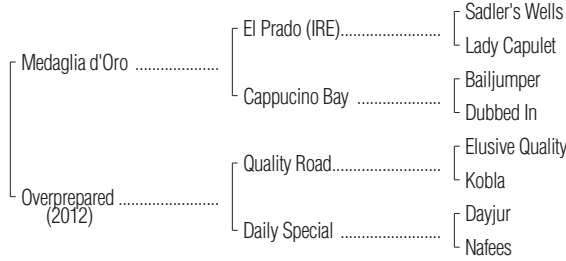 Sadler's Wells
El Prado (IRE)
Lady Capulet
Medaglia d'Oro
Bailjumper
Cappucino Bay
Dubbed In
Elusive Quality
Quality Road
Kobla
Overprepared
(2012)
Dayjur
Daily Special
Nafees